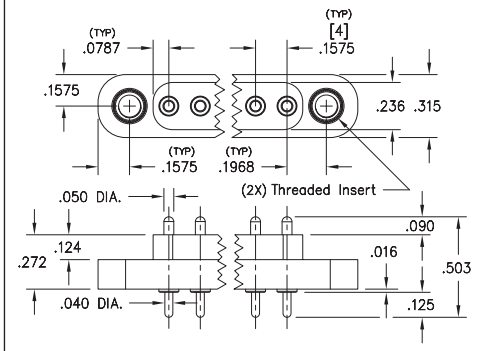 (TYP)
(TYP) [4]
.0787 .1575
.1575 .236 .315
(TYP) (TYP)
.1575 .1968
(2X) Threaded Insert
.050 DIA.
.090
.124 .016
.272 .503
.040 DIA. .125